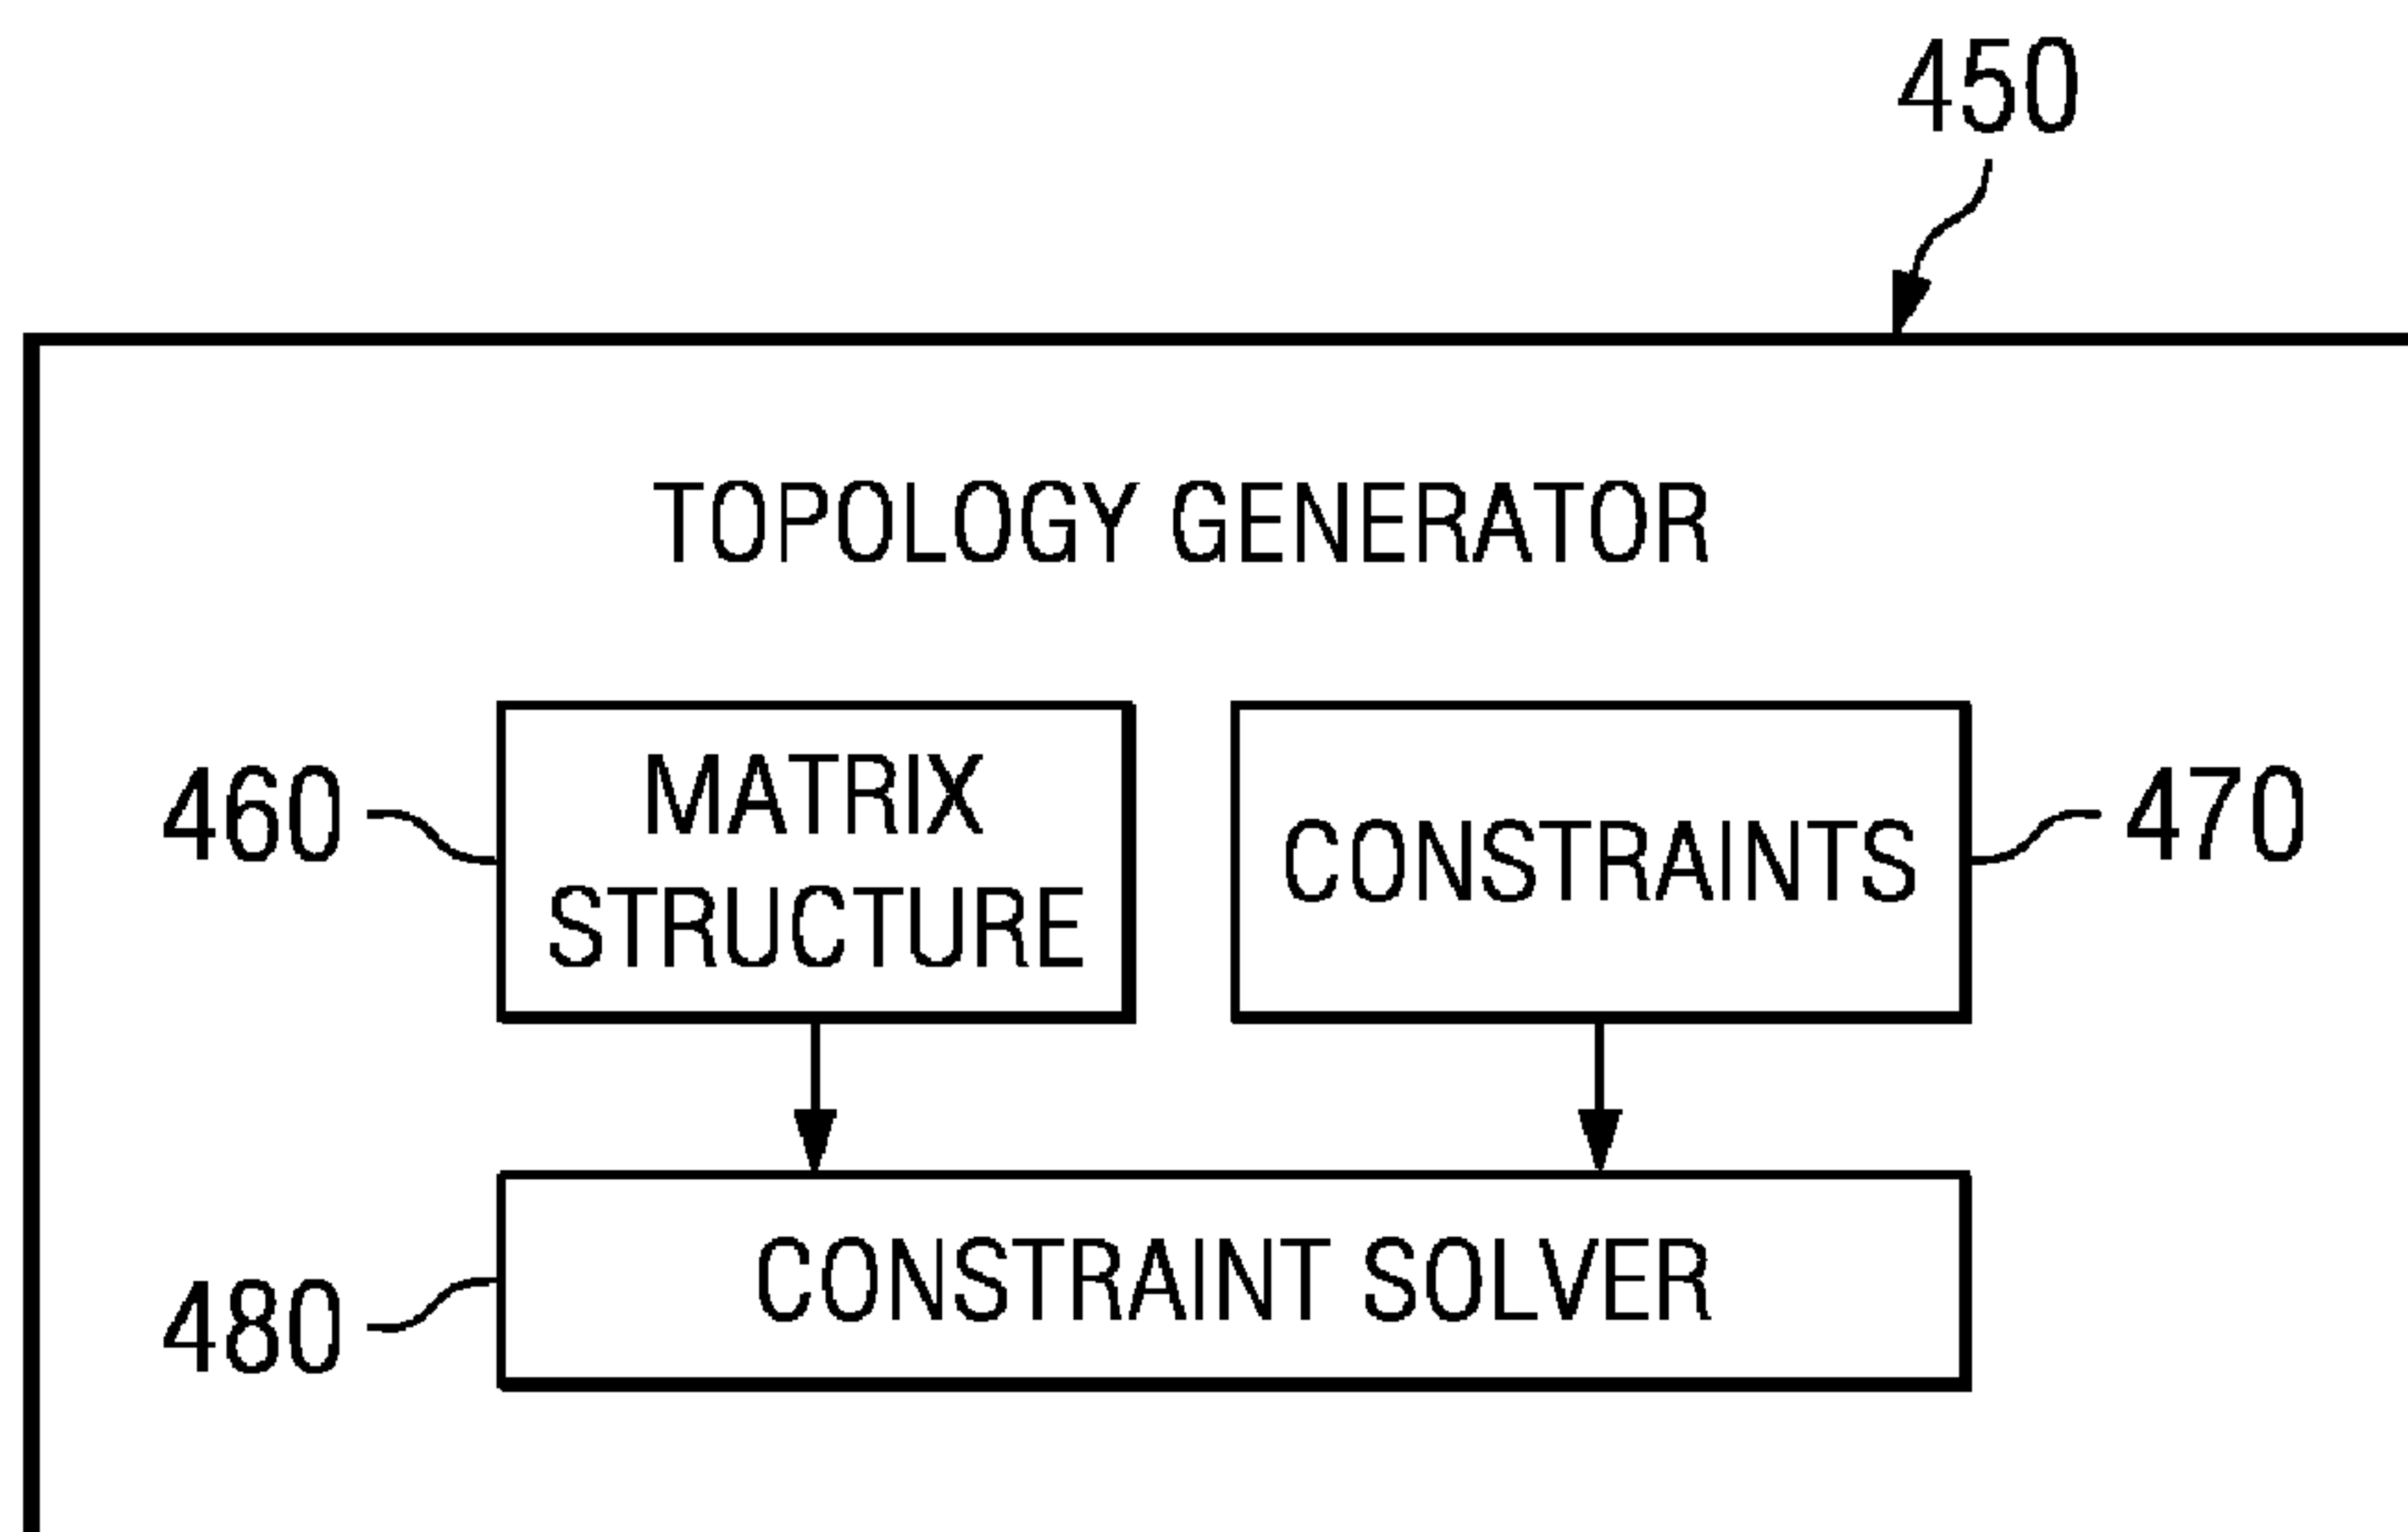 450
TOPOLOGY GENERATOR
460
MATRIX
STRUCTURE
CONSTRAINTS
470
480
CONSTRAINT SOLVER